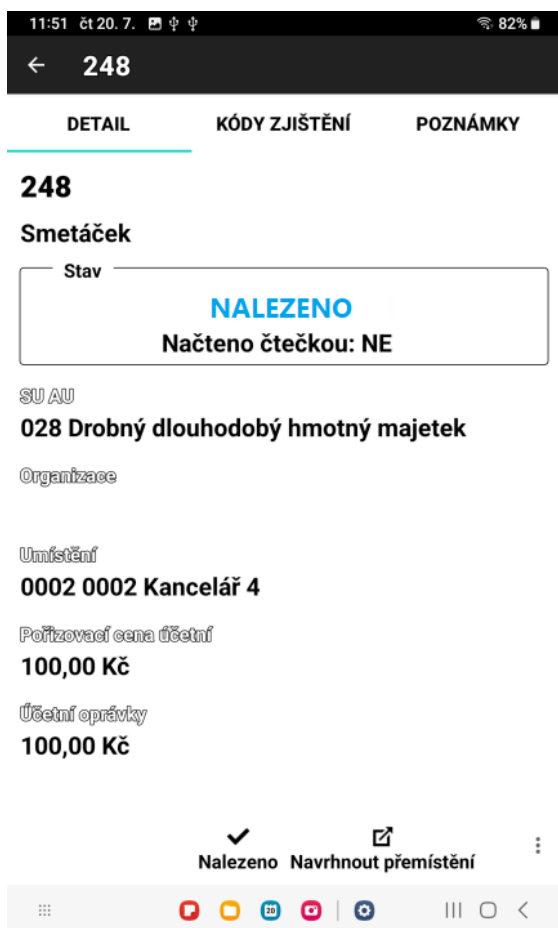 11:51 čt 20. 7. 82%
248
DETAIL KÓDY ZJIŠTĚNÍ POZNÁMKY
248
Smetáček
Stav
NALEZENO
Načteno čtečkou: NE
SU AU
028 Drobný dlouhodobý hmotný majetek
Organizace
Umístění
0002 0002 Kancelář 4
Pořizovací cena účetní
100,00 Kč
Účetní oprávky
100,00 Kč
Nalezeno Navrhnout přemístění
20